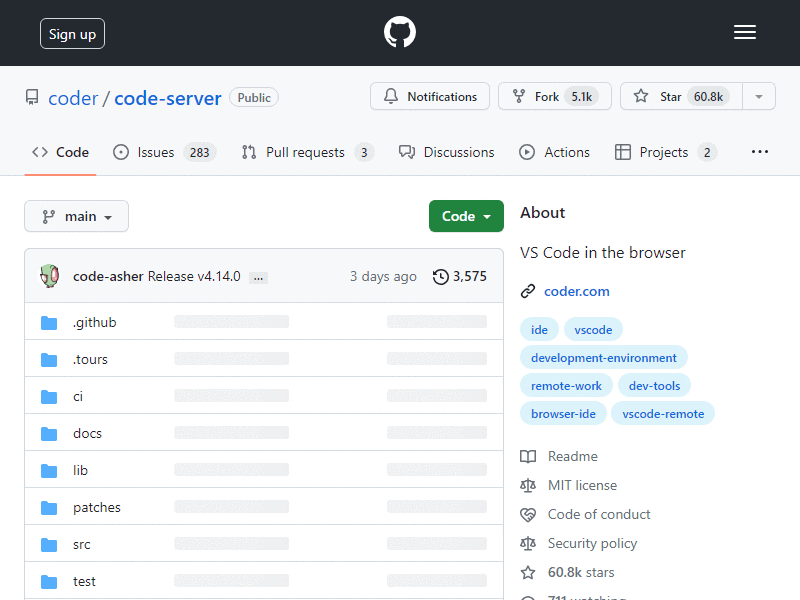 Sign up
coder / code-server Public
Notifications Fork 5.1k Star 60.8k
Code Issues 283 Pull requests 3 Discussions Actions Projects 2 ...
main Code
code-asher Release v4.14.0 ... 3 days ago 3,575
.github
.tours
ci
docs
lib
patches
src
test
About
VS Code in the browser
coder.com
ide vscode
development-environment
remote-work dev-tools
browser-ide vscode-remote
Readme
MIT license
Code of conduct
Security policy
60.8k stars
711 watching